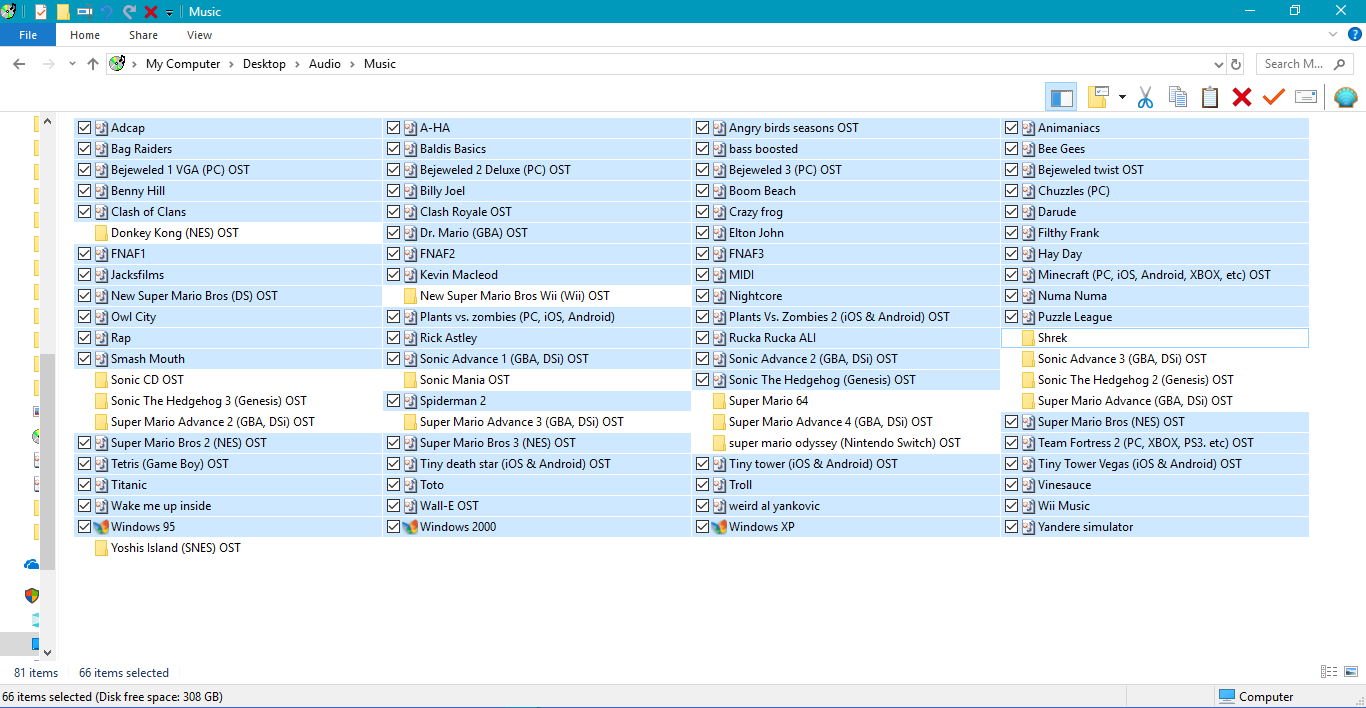 Music
File Home Share View
My Computer Desktop Audio Music Search M...
Adcap A-HA Angry birds seasons OST Animaniacs
Bag Raiders Baldis Basics bass boosted Bee Gees
Bejeweled 1 VGA (PC) OST Bejeweled 2 Deluxe (PC) OST Bejeweled 3 (PC) OST Bejeweled twist OST
Benny Hill Billy Joel Boom Beach Chuzzles (PC)
Clash of Clans Clash Royale OST Crazy frog Darude
Donkey Kong (NES) OST Dr. Mario (GBA) OST Elton John Filthy Frank
FNAF1 FNAF2 FNAF3 Hay Day
Jacksfilms Kevin Macleod MIDI Minecraft (PC, iOS, Android, XBOX, etc) OST
New Super Mario Bros (DS) OST New Super Mario Bros Wii (Wii) OST Nightcore Numa Numa
Owl City Plants vs. zombies (PC, iOS, Android) Plants Vs. Zombies 2 (iOS & Android) OST Puzzle League
Rap Rick Astley Rucka Rucka ALI Shrek
Smash Mouth Sonic Advance 1 (GBA, DSi) OST Sonic Advance 2 (GBA, DSi) OST Sonic Advance 3 (GBA, DSi) OST
Sonic CD OST Sonic Mania OST Sonic The Hedgehog (Genesis) OST Sonic The Hedgehog 2 (Genesis) OST
Sonic The Hedgehog 3 (Genesis) OST Spiderman 2 Super Mario 64 Super Mario Advance (GBA, DSi) OST
Super Mario Advance 2 (GBA, DSi) OST Super Mario Advance 3 (GBA, DSi) OST Super Mario Advance 4 (GBA, DSi) OST Super Mario Bros (NES) OST
Super Mario Bros 2 (NES) OST Super Mario Bros 3 (NES) OST super mario odyssey (Nintendo Switch) OST Team Fortress 2 (PC, XBOX, PS3. etc) OST
Tetris (Game Boy) OST Tiny death star (iOS & Android) OST Tiny tower (iOS & Android) OST Tiny Tower Vegas (iOS & Android) OST
Titanic Toto Troll Vinesauce
Wake me up inside Wall-E OST weird al yankovic Wii Music
Windows 95 Windows 2000 Windows XP Yandere simulator
Yoshis Island (SNES) OST
81 items 66 items selected
66 items selected (Disk free space: 308 GB) Computer